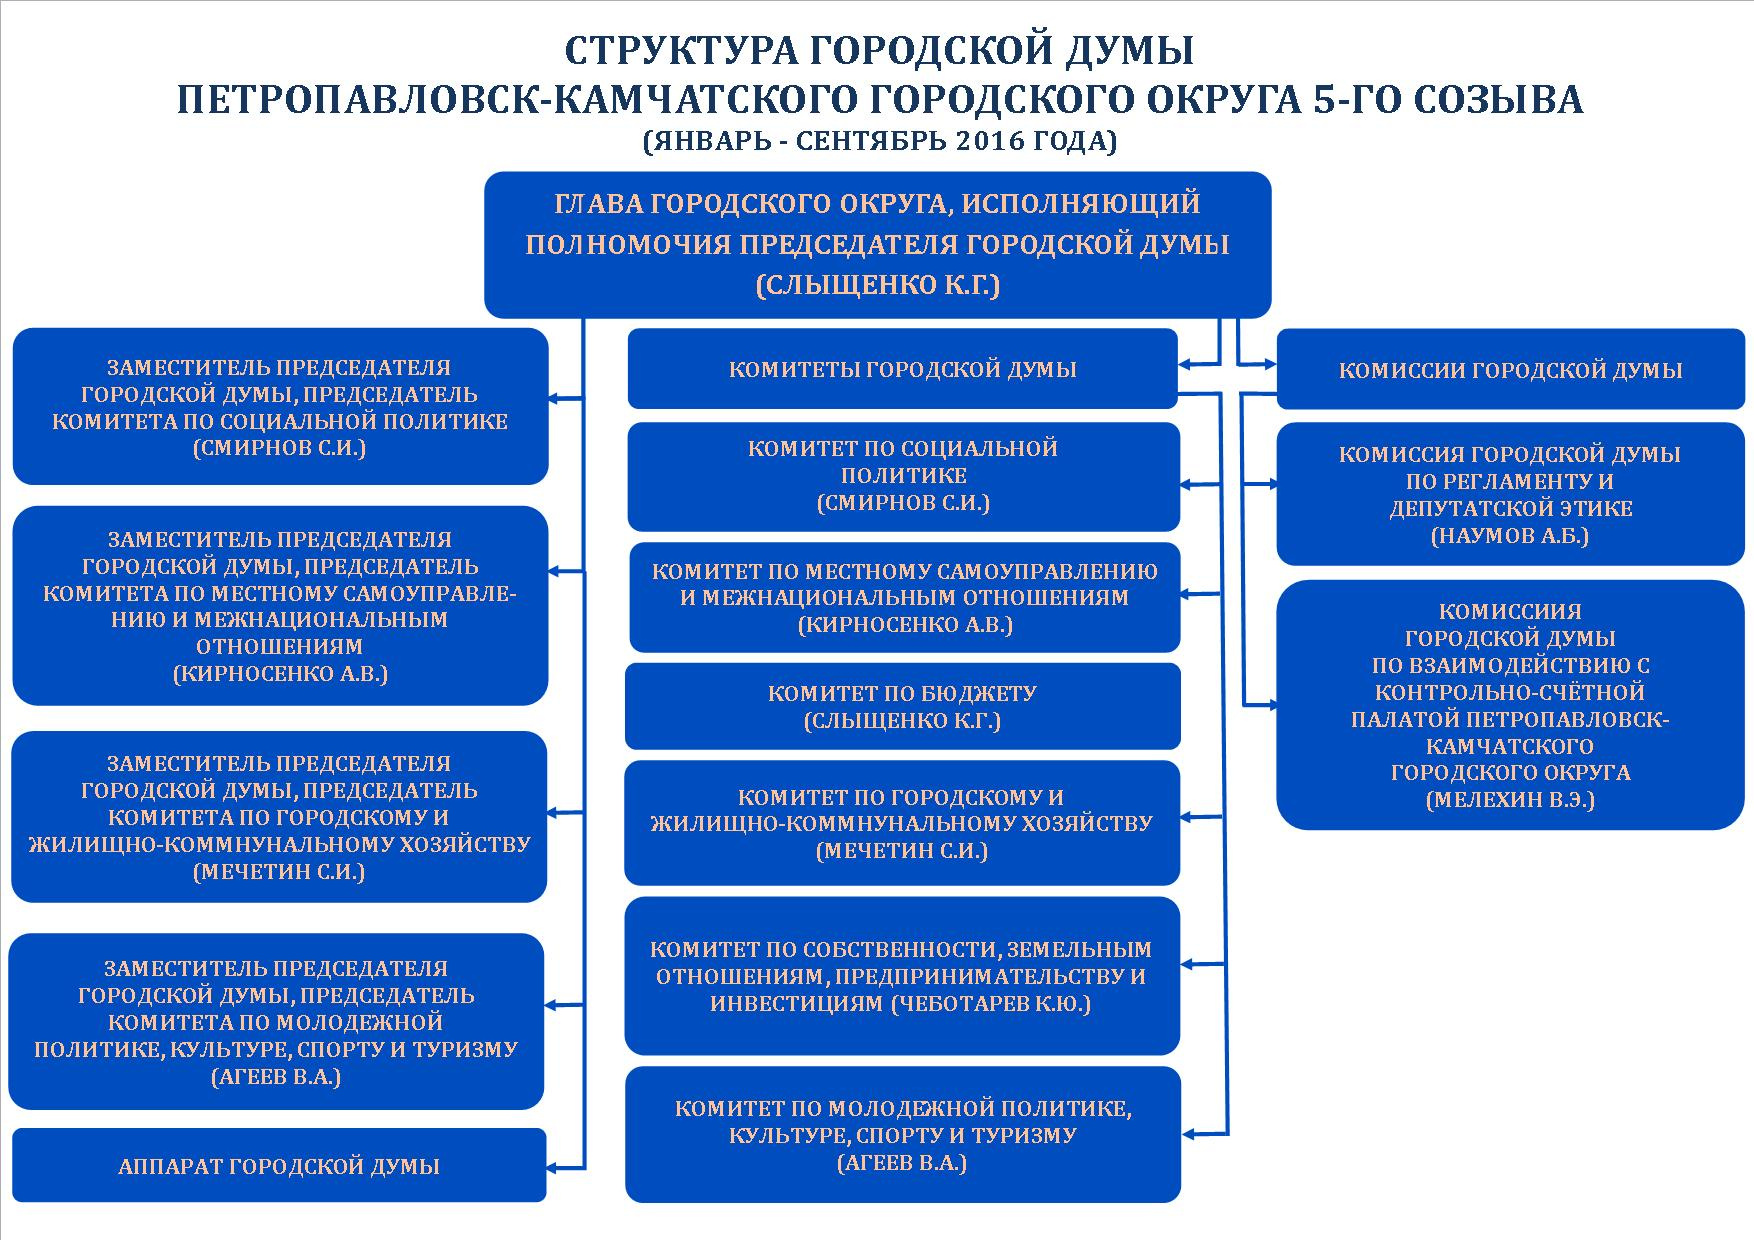 СТРУКТУРА ГОРОДСКОЙ ДУМЫ
ПЕТРОПАВЛОВСК-КАМЧАТСКОГО ГОРОДСКОГО ОКРУГА 5-ГО СОЗЫВА
(ЯНВАРЬ - СЕНТЯБРЬ 2016 ГОДА)
ГЛАВА ГОРОДСКОГО ОКРУГА, ИСПОЛНЯЮЩИЙ
ПОЛНОМОЧИЯ ПРЕДСЕДАТЕЛЯ ГОРОДСКОЙ ДУМЫ
(СЛЫЩЕНКО К.Г.)
ЗАМЕСТИТЕЛЬ ПРЕДСЕДАТЕЛЯ
ГОРОДСКОЙ ДУМЫ, ПРЕДСЕДАТЕЛЬ
КОМИТЕТА ПО СОЦИАЛЬНОЙ ПОЛИТИКЕ
(СМИРНОВ С.И.)
ЗАМЕСТИТЕЛЬ ПРЕДСЕДАТЕЛЯ
ГОРОДСКОЙ ДУМЫ, ПРЕДСЕДАТЕЛЬ
КОМИТЕТА ПО МЕСТНОМУ САМОУПРАВЛЕ-
НИЮ И МЕЖНАЦИОНАЛЬНЫМ
ОТНОШЕНИЯМ
(КИРНОСЕНКО А.В.)
ЗАМЕСТИТЕЛЬ ПРЕДСЕДАТЕЛЯ
ГОРОДСКОЙ ДУМЫ, ПРЕДСЕДАТЕЛЬ
КОМИТЕТА ПО ГОРОДСКОМУ И
ЖИЛИЩНО-КОММНУНАЛЬНОМУ ХОЗЯЙСТВУ
(МЕЧЕТИН С.И.)
ЗАМЕСТИТЕЛЬ ПРЕДСЕДАТЕЛЯ
ГОРОДСКОЙ ДУМЫ, ПРЕДСЕДАТЕЛЬ
КОМИТЕТА ПО МОЛОДЕЖНОЙ
ПОЛИТИКЕ, КУЛЬТУРЕ, СПОРТУ И ТУРИЗМУ
(АГЕЕВ В.А.)
АППАРАТ ГОРОДСКОЙ ДУМЫ
КОМИТЕТЫ ГОРОДСКОЙ ДУМЫ
КОМИТЕТ ПО СОЦИАЛЬНОЙ
ПОЛИТИКЕ
(СМИРНОВ С.И.)
КОМИТЕТ ПО МЕСТНОМУ САМОУПРАВЛЕНИЮ
И МЕЖНАЦИОНАЛЬНЫМ ОТНОШЕНИЯМ
(КИРНОСЕНКО А.В.)
КОМИТЕТ ПО БЮДЖЕТУ
(СЛЫЩЕНКО К.Г.)
КОМИТЕТ ПО ГОРОДСКОМУ И
ЖИЛИЩНО-КОММНУНАЛЬНОМУ ХОЗЯЙСТВУ
(МЕЧЕТИН С.И.)
КОМИТЕТ ПО СОБСТВЕННОСТИ, ЗЕМЕЛЬНЫМ
ОТНОШЕНИЯМ, ПРЕДПРИНИМАТЕЛЬСТВУ И
ИНВЕСТИЦИЯМ (ЧЕБОТАРЕВ К.Ю.)
КОМИТЕТ ПО МОЛОДЕЖНОЙ ПОЛИТИКЕ,
КУЛЬТУРЕ, СПОРТУ И ТУРИЗМУ
(АГЕЕВ В.А.)
КОМИССИИ ГОРОДСКОЙ ДУМЫ
КОМИССИЯ ГОРОДСКОЙ ДУМЫ
ПО РЕГЛАМЕНТУ И
ДЕПУТАТСКОЙ ЭТИКЕ
(НАУМОВ А.Б.)
КОМИССИИЯ
ГОРОДСКОЙ ДУМЫ
ПО ВЗАИМОДЕЙСТВИЮ С
КОНТРОЛЬНО-СЧЁТНОЙ
ПАЛАТОЙ ПЕТРОПАВЛОВСК-
КАМЧАТСКОГО
ГОРОДСКОГО ОКРУГА
(МЕЛЕХИН В.Э.)